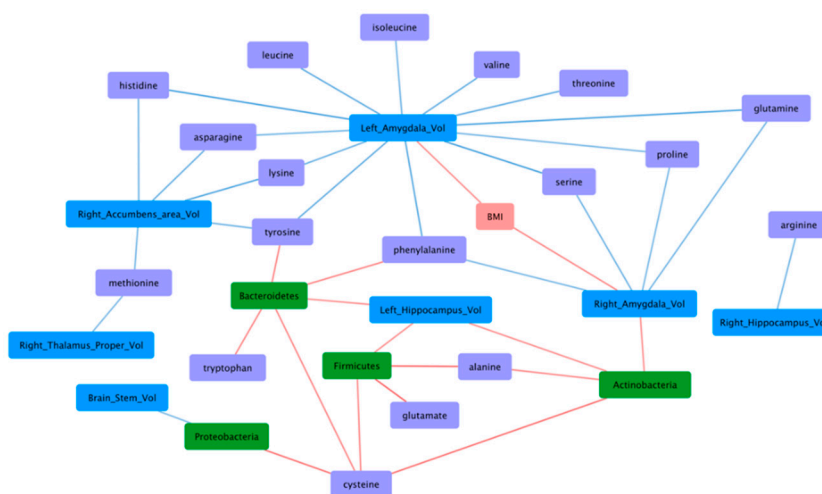 isoleucine
leucine
valine
threonine
histidine
glutamine
Left_Amygdala_Vol
asparagine
proline
lysine
serine
Right_Accumbens_area_Vol
BMI
arginine
tyrosine
phenylalanine
methionine
Bacteroidetes
Left_Hippocampus_Vol
Right_Amygdala_Vol
Right_Hippocampus_Vo
Right_Thalamus_Proper_Vol
tryptophan
Firmicutes
alanine
Actinobacteria
Brain_Stem_Vol
glutamate
Proteobacteria
cysteine